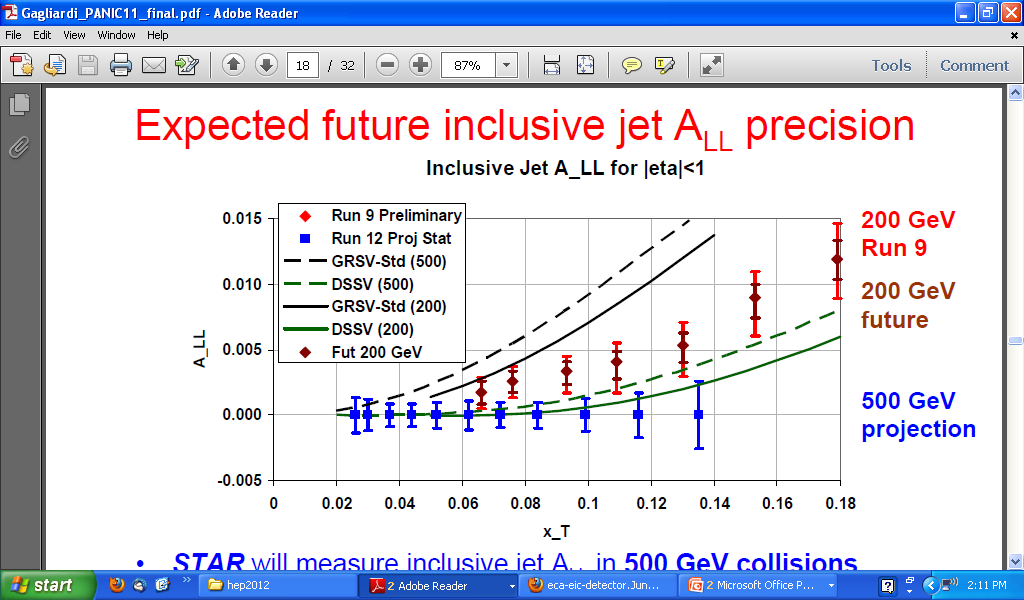 Gagliardi_PANIC11_final.pdf - Adobe Reader
File Edit View Window Help
18 / 32 87% Tools Comment
Expected future inclusive jet A_LL precision
Inclusive Jet A_LL for |eta|<1
Run 9 Preliminary
Run 12 Proj Stat
GRSV-Std (500)
DSSV (500)
GRSV-Std (200)
DSSV (200)
Fut 200 GeV
0.015
0.010
0.005
0.000
-0.005
A_LL
0 0.02 0.04 0.06 0.08 0.1 0.12 0.14 0.16 0.18
x_T
200 GeV
Run 9
200 GeV
future
500 GeV
projection
• STAR will measure inclusive jet A_LL in 500 GeV collisions
start hep2012 2 Adobe Reader eca-eic-detector.Jun... 2 Microsoft Office P... 2:11 PM